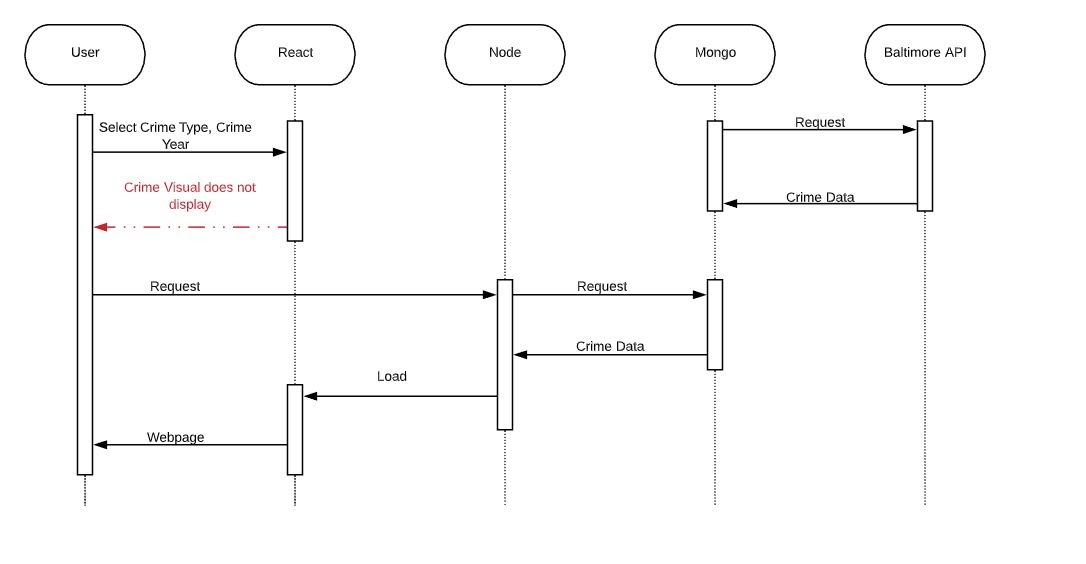 User
React
Node
Mongo
Baltimore API
Select Crime Type, Crime
Year
Request
Crime Visual does not
display
Crime Data
Request
Request
Crime Data
Load
Webpage